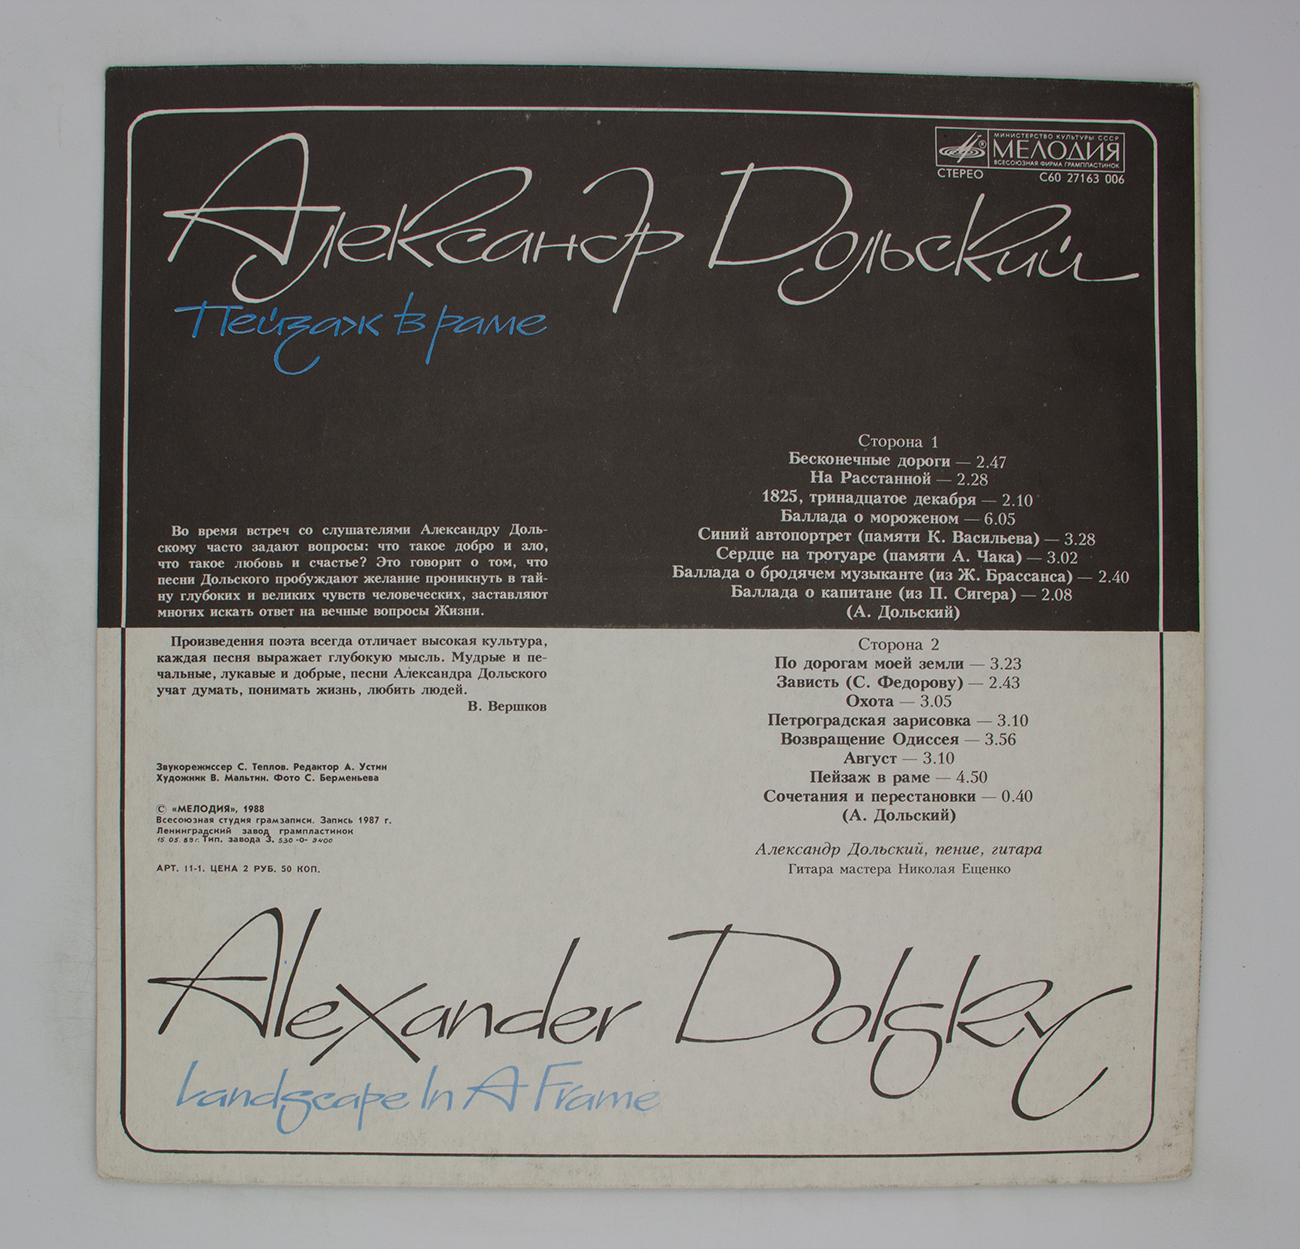 Александр Дольский
Пейзаж в раме
МИНИСТЕРСТВО КУЛЬТУРЫ СССР
МЕЛОДИЯ
ВСЕСОЮЗНАЯ ФИРМА ГРАМПЛАСТИНОК
СТЕРЕО С60 27163 006
Сторона 1
Бесконечные дороги — 2.47
На Расстанной — 2.28
1825, тринадцатое декабря — 2.10
Баллада о мороженом — 6.05
Синий автопортрет (памяти К. Васильева) — 3.28
Сердце на тротуаре (памяти А. Чака) — 3.02
Баллада о бродячем музыканте (из Ж. Брассанса) — 2.40
Баллада о капитане (из П. Сигера) — 2.08
(А. Дольский)
Во время встреч со слушателями Александру Доль-
скому часто задают вопросы: что такое добро и зло,
что такое любовь и счастье? Это говорит о том, что
песни Дольского пробуждают желание проникнуть в тай-
ну глубоких и великих чувств человеческих, заставляют
многих искать ответ на вечные вопросы Жизни.
Произведения поэта всегда отличает высокая культура,
каждая песня выражает глубокую мысль. Мудрые и пе-
чальные, лукавые и добрые, песни Александра Дольского
учат думать, понимать жизнь, любить людей.
В. Вершков
Сторона 2
По дорогам моей земли — 3.23
Зависть (С. Федорову) — 2.43
Охота — 3.05
Петроградская зарисовка — 3.10
Возвращение Одиссея — 3.56
Август — 3.10
Пейзаж в раме — 4.50
Сочетания и перестановки — 0.40
(А. Дольский)
Александр Дольский, пение, гитара
Гитара мастера Николая Ещенко
Звукорежиссер С. Теплов. Редактор А. Устин
Художник В. Мальтин. Фото С. Берменьева
© «МЕЛОДИЯ», 1988
Всесоюзная студия грамзаписи. Запись 1987 г.
Ленинградский завод грампластинок
15 05. 89 г. Тип. завода З. 530 -0- 3400
АРТ. 11-1. ЦЕНА 2 РУБ. 50 КОП.
Alexander Dolsky
Landscape In A Frame